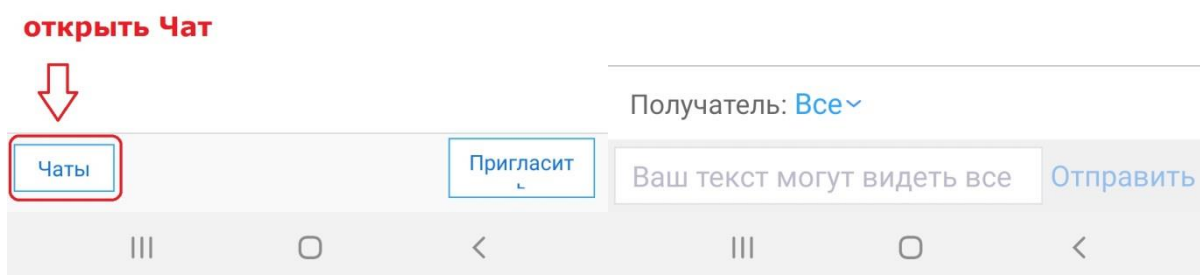 открыть Чат
Чаты
Пригласит
ь
Получатель: Все
Ваш текст могут видеть все
Отправить